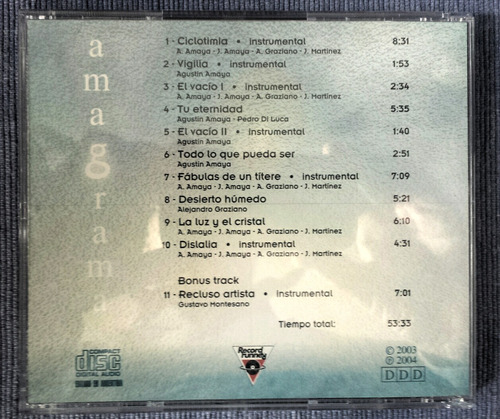 amagrama
1 - Ciclotimia • instrumental 8:31
A. Amaya - J. Amaya - A. Graziano - J. Martinez
2 - Vigilia • instrumental 1:53
Agustin Amaya
3 - El vacío I • instrumental 2:34
A. Amaya - J. Amaya - A. Graziano - J. Martinez
4 - Tu eternidad 5:35
Agustin Amaya - Pedro Di Luca
5 - El vacío II • instrumental 1:40
Agustin Amaya
6 - Todo lo que pueda ser 2:51
Agustin Amaya
7 - Fábulas de un títere • instrumental 7:09
A. Amaya - J. Amaya - A. Graziano - J. Martinez
8 - Desierto húmedo 5:21
Alejandro Graziano
9 - La luz y el cristal 6:10
A. Amaya - J. Amaya - A. Graziano - J. Martinez
10 - Dislalia • instrumental 4:31
A. Amaya - J. Amaya - A. Graziano - J. Martinez
Bonus track
11 - Recluso artista • Instrumental 7:01
Gustavo Montesano
Tiempo total: 53:33
COMPACT
disc
DIGITAL AUDIO
Record
runner
© 2003
℗ 2004
DDD